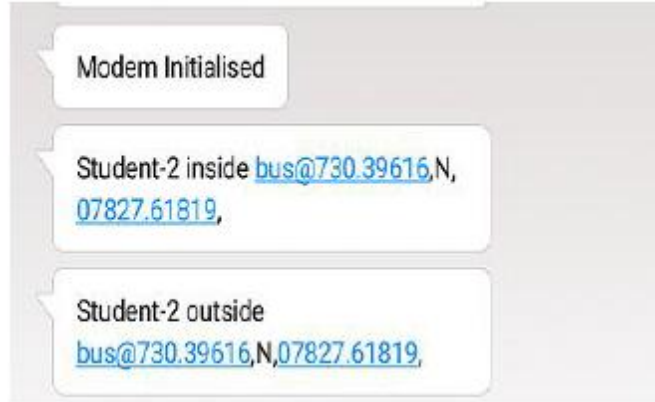 Modem Initialised
Student-2 inside bus@730.39616,N,
07827.61819,
Student-2 outside
bus@730.39616,N,07827.61819,